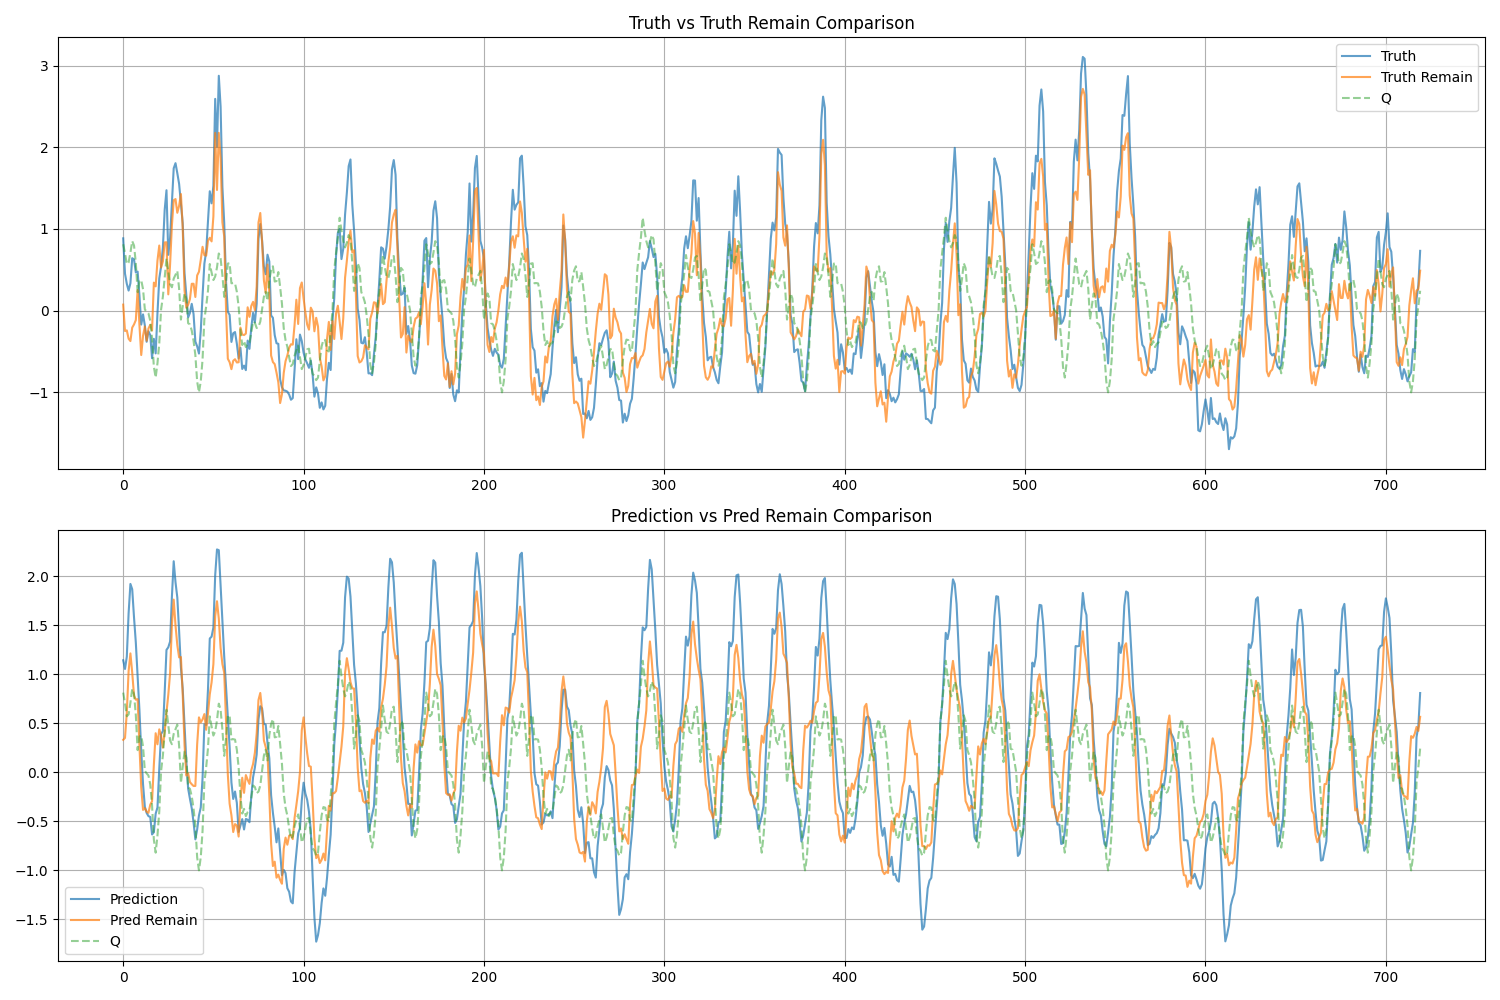 Truth vs Truth Remain Comparison
3
2
1
0
−1
Truth
Truth Remain
Q
0 100 200 300 400 500 600 700
Prediction vs Pred Remain Comparison
2.0
1.5
1.0
0.5
0.0
−0.5
−1.0
−1.5
Prediction
Pred Remain
Q
0 100 200 300 400 500 600 700